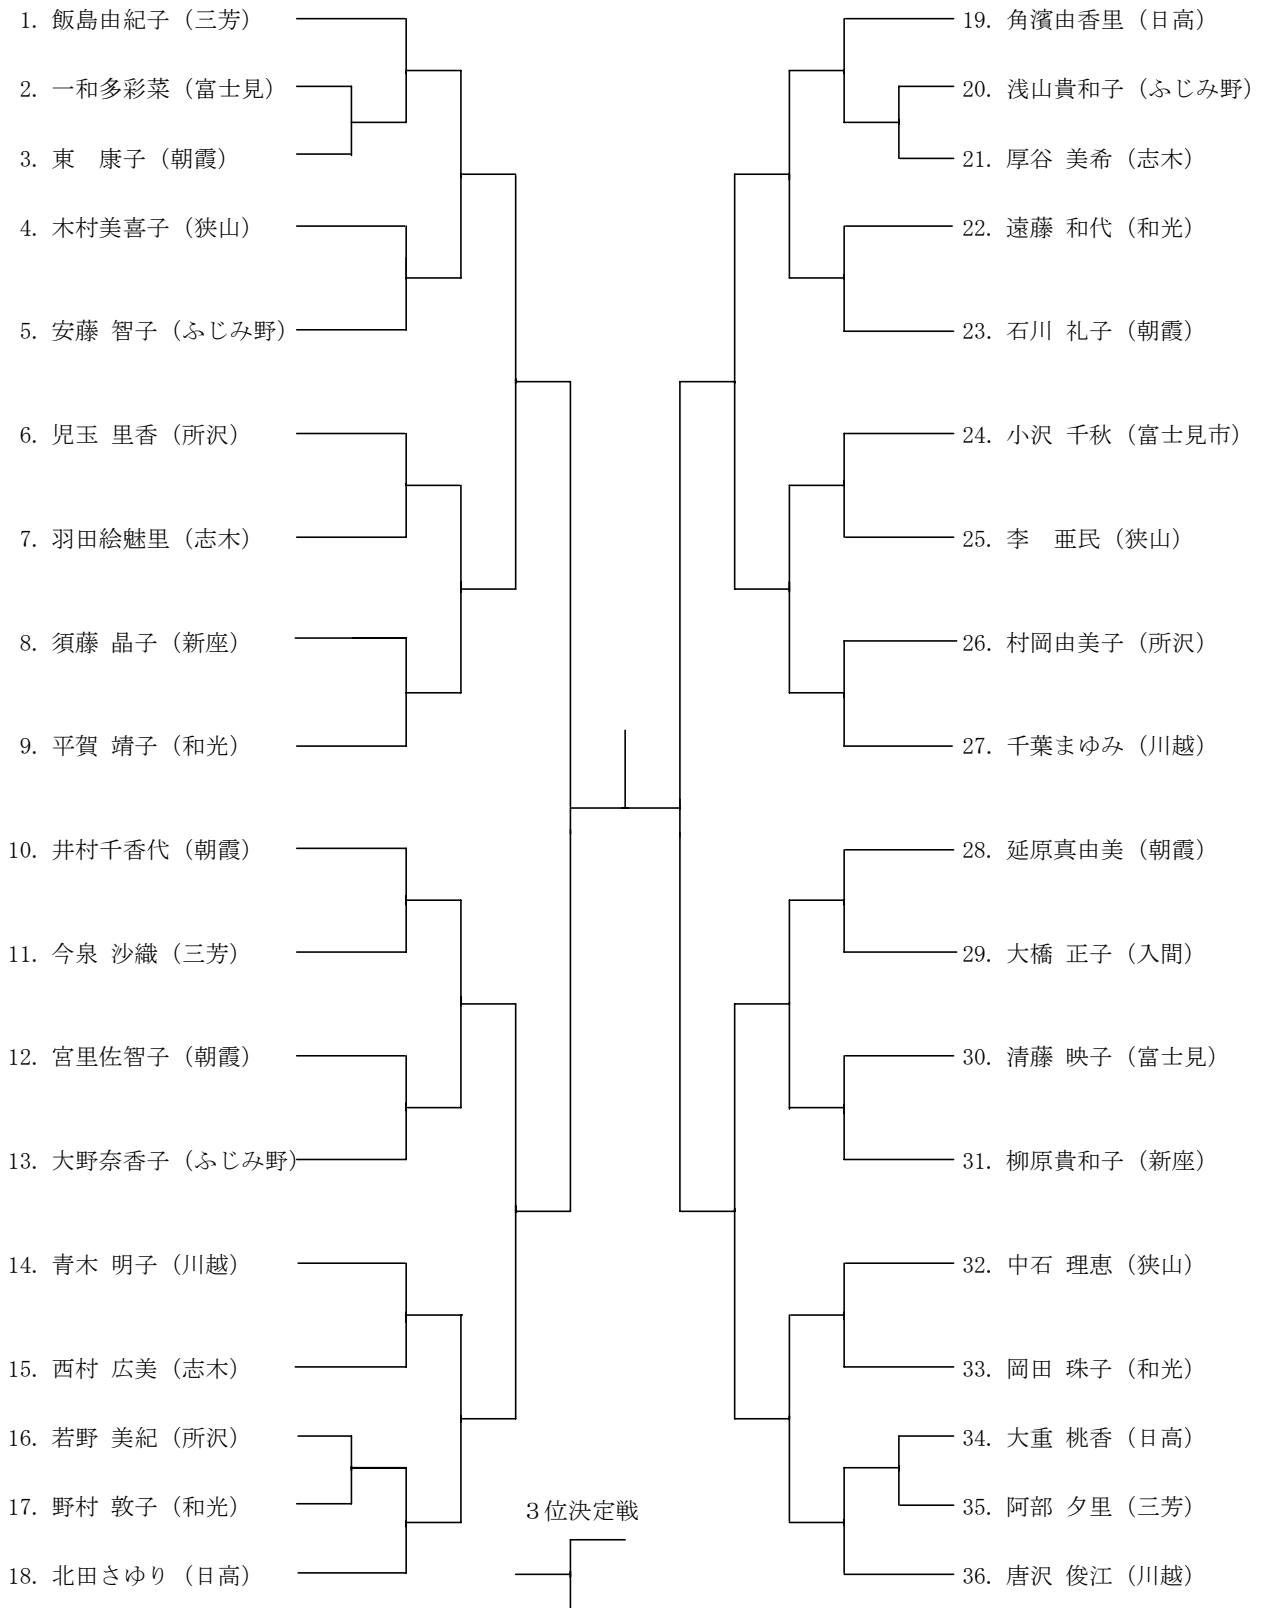 1. 飯島由紀子（三芳）
2. 一和多彩菜（富士見）
3. 東　康子（朝霞）
4. 木村美喜子（狭山）
5. 安藤 智子（ふじみ野）
6. 児玉 里香（所沢）
7. 羽田絵魅里（志木）
8. 須藤 晶子（新座）
9. 平賀 靖子（和光）
10. 井村千香代（朝霞）
11. 今泉 沙織（三芳）
12. 宮里佐智子（朝霞）
13. 大野奈香子（ふじみ野）
14. 青木 明子（川越）
15. 西村 広美（志木）
16. 若野 美紀（所沢）
17. 野村 敦子（和光）
18. 北田さゆり（日高）
3位決定戦
19. 角濱由香里（日高）
20. 浅山貴和子（ふじみ野）
21. 厚谷 美希（志木）
22. 遠藤 和代（和光）
23. 石川 礼子（朝霞）
24. 小沢 千秋（富士見市）
25. 李　亜民（狭山）
26. 村岡由美子（所沢）
27. 千葉まゆみ（川越）
28. 延原真由美（朝霞）
29. 大橋 正子（入間）
30. 清藤 映子（富士見）
31. 柳原貴和子（新座）
32. 中石 理恵（狭山）
33. 岡田 珠子（和光）
34. 大重 桃香（日高）
35. 阿部 夕里（三芳）
36. 唐沢 俊江（川越）